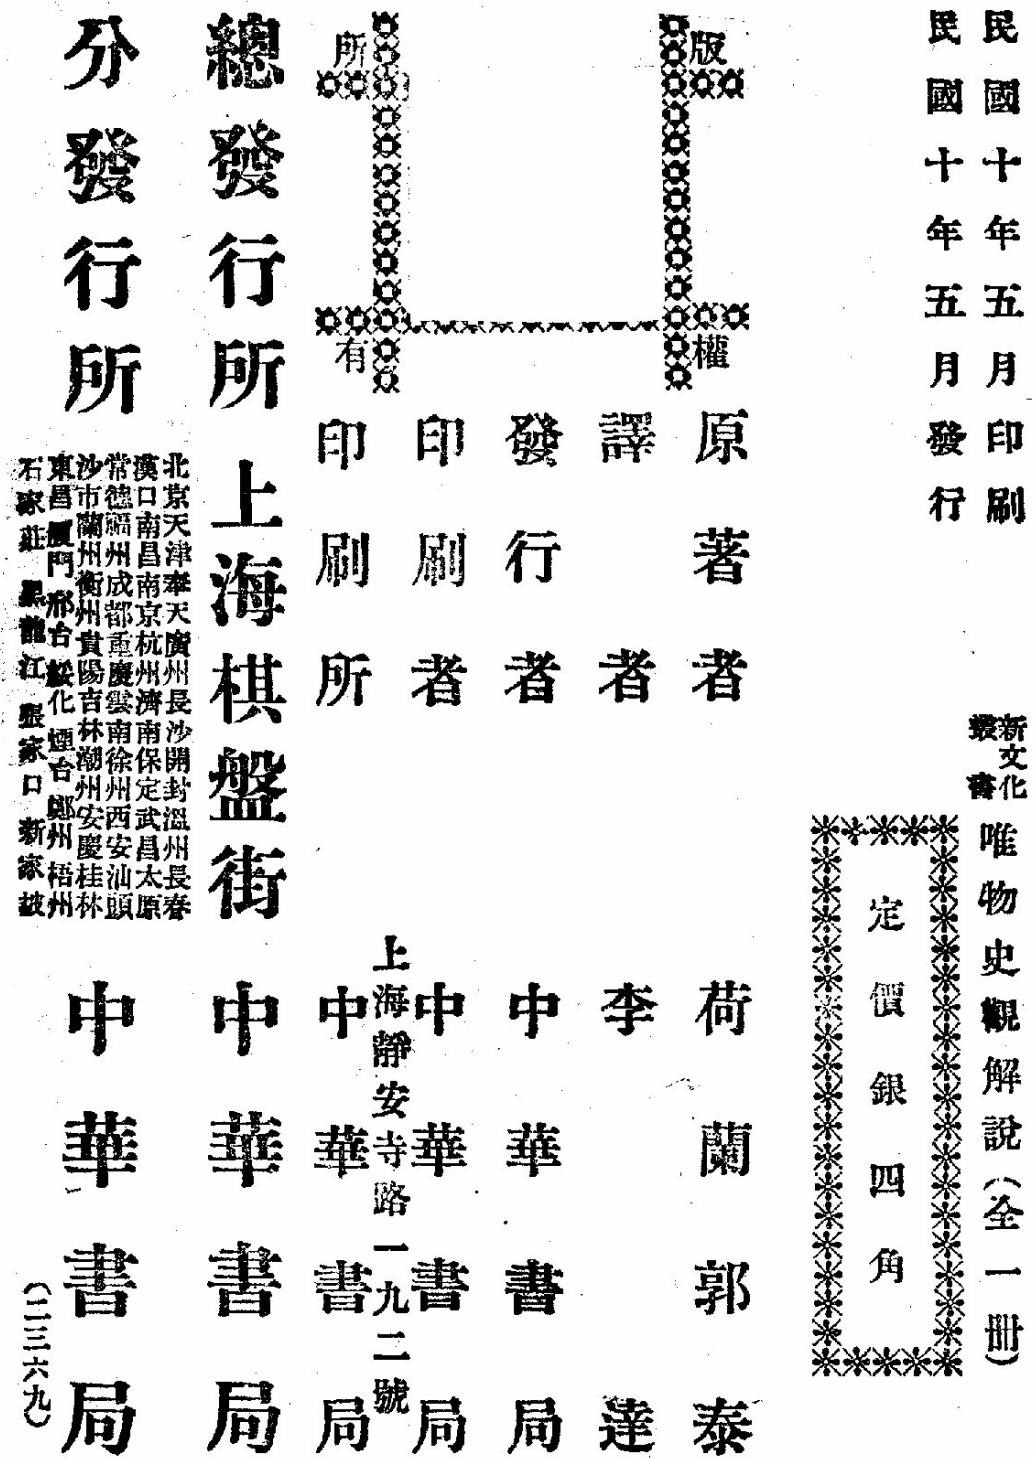 民國十年五月印刷
民國十年五月發行
新文化
叢書
唯物史觀解說(全一冊)
定價銀四角
版權
所有
原著者 荷蘭郭泰
譯者 李達
發行者 中華書局
印刷者 中華書局
上海靜安寺路一九二號
印刷所 中華書局
總發行所 上海棋盤街 中華書局
分發行所
北京天津奉天廣州長沙開封溫州長春
漢口南昌南京杭州濟南保定武昌太原
常德福州成都重慶雲南徐州西安汕頭
沙市蘭州衡州貴陽吉林潮州安慶桂林
東昌廈門邢台綏化煙台鄭州梧州
石家莊 黑龍江 張家口 新家坡
中華書局
(二三六九)